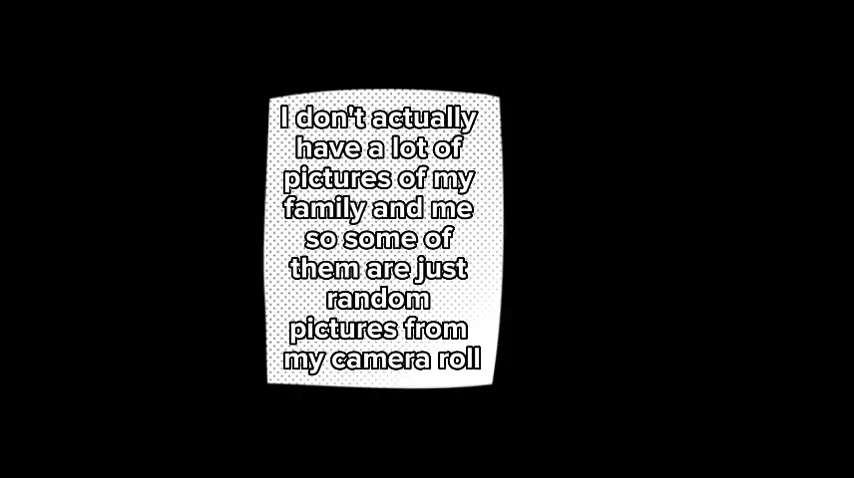 I don't actually
have a lot of
pictures of my
family and me
so some of
them are just
random
pictures from
my camera roll